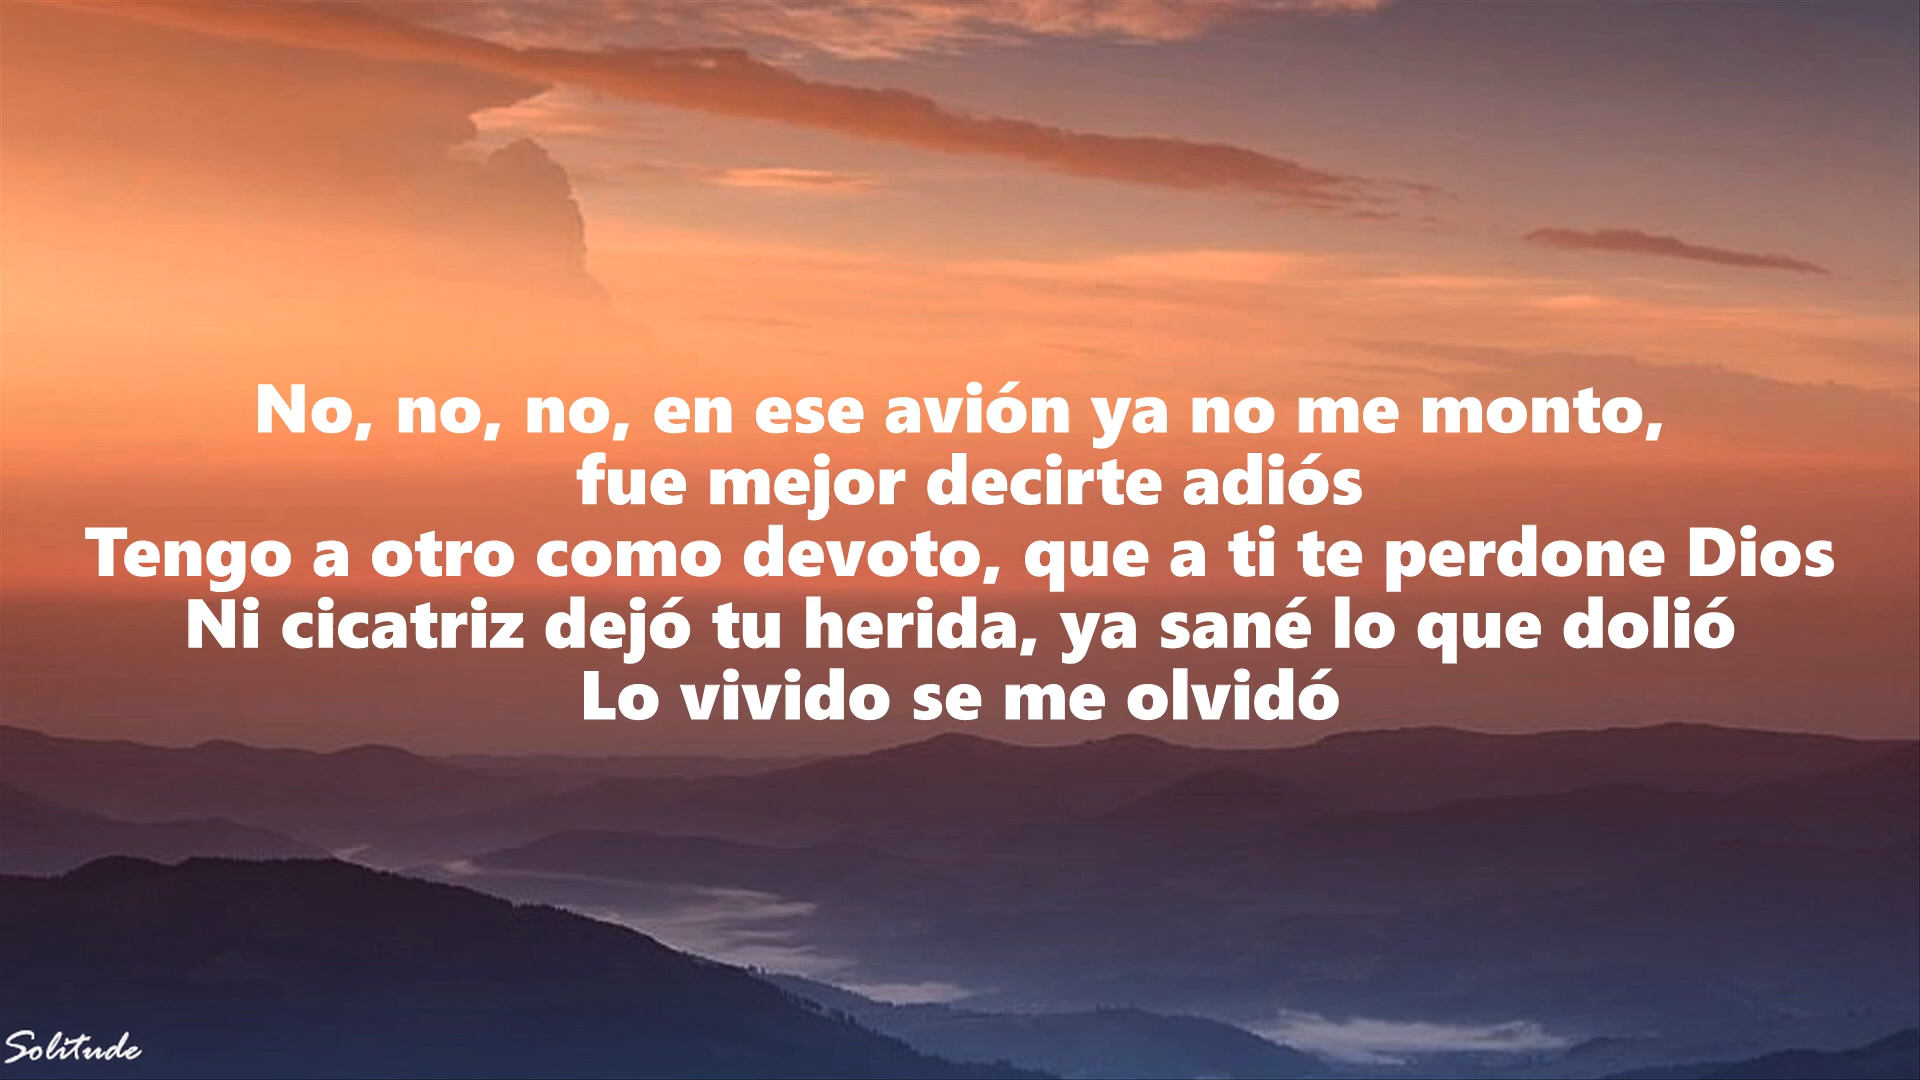 No, no, no, en ese avión ya no me monto,
fue mejor decirte adiós
Tengo a otro como devoto, que a ti te perdone Dios
Ni cicatriz dejó tu herida, ya sané lo que dolió
Lo vivido se me olvidó
Solitude